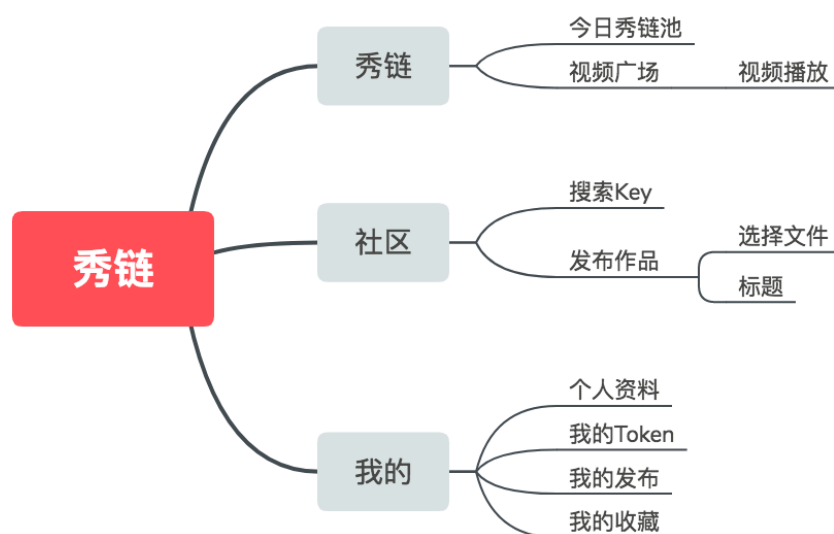 秀链
秀链
今日秀链池
视频广场
视频播放
社区
搜索Key
发布作品
选择文件
标题
我的
个人资料
我的Token
我的发布
我的收藏